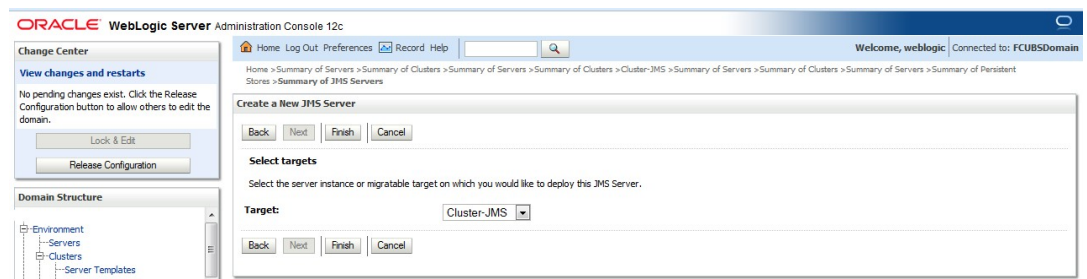 ORACLE WebLogic Server Administration Console 12c
Change Center
View changes and restarts
No pending changes exist. Click the Release
Configuration button to allow others to edit the
domain.
Lock & Edit
Release Configuration
Domain Structure
Environment
Servers
Clusters
Server Templates
Home Log Out Preferences Record Help
Welcome, weblogic Connected to: FCUBSDomain
Home >Summary of Servers >Summary of Clusters >Summary of Servers >Summary of Clusters >Cluster-JMS >Summary of Servers >Summary of Clusters >Summary of Servers >Summary of Persistent
Stores >Summary of JMS Servers
Create a New JMS Server
Back Next Finish Cancel
Select targets
Select the server instance or migratable target on which you would like to deploy this JMS Server.
Target: Cluster-JMS
Back Next Finish Cancel